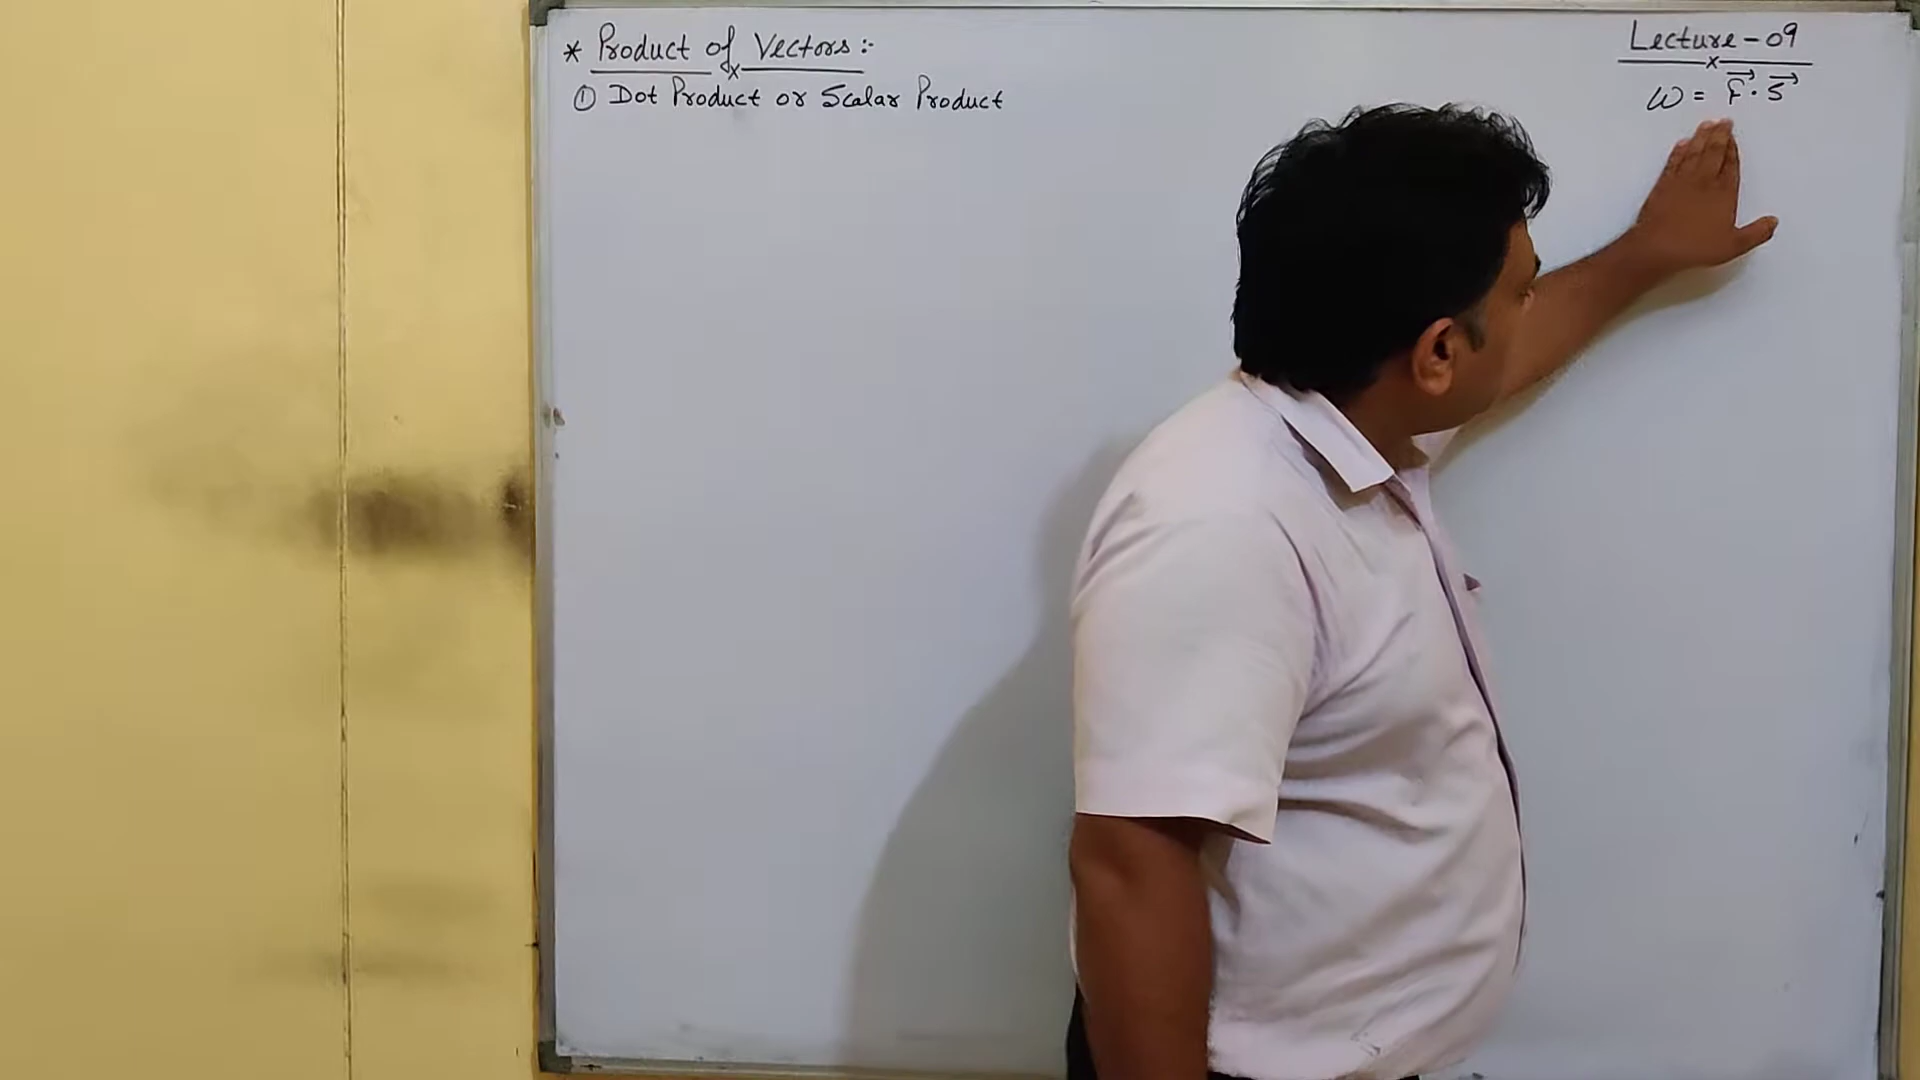 * Product of Vectors:-
① Dot Product or Scalar Product
Lecture-09
W = F⃗ · S⃗